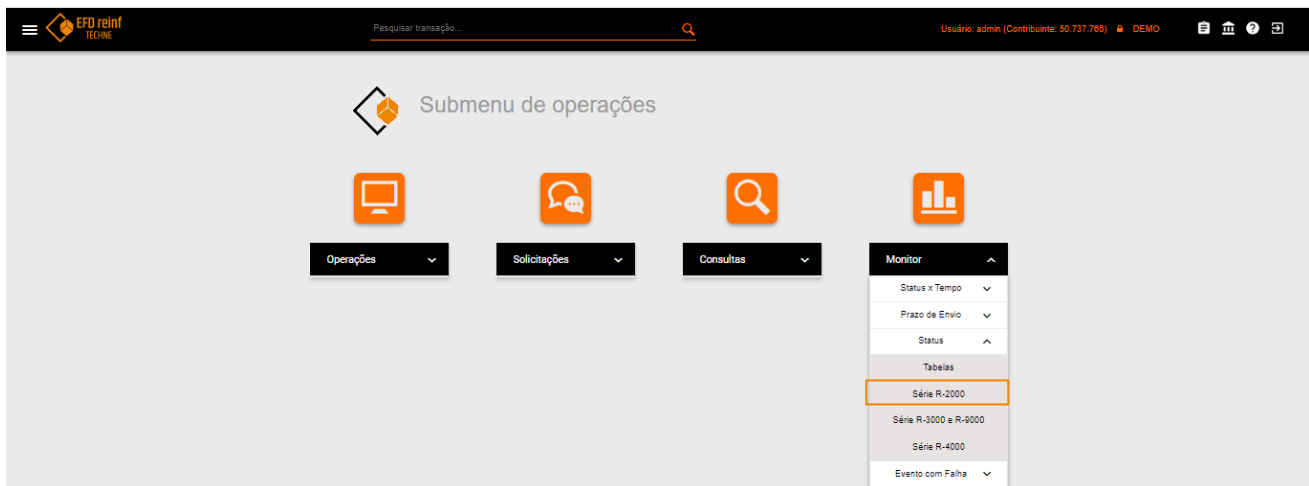 EFD reinf
TECHNE
Pesquisar transação...
Usuário: admin (Contribuinte: 50.737.766) DEMO
Submenu de operações
Operações
Solicitações
Consultas
Monitor
Status x Tempo
Prazo de Envio
Status
Tabelas
Série R-2000
Série R-3000 e R-9000
Série R-4000
Evento com Falha